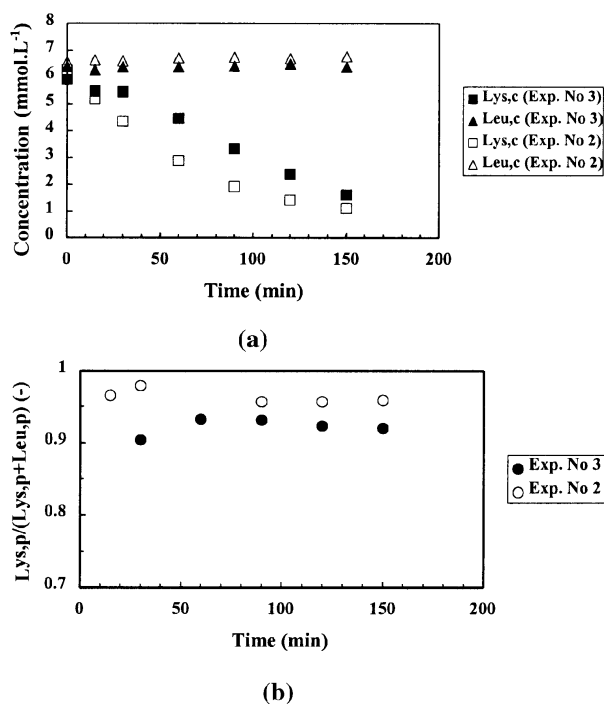 8
7
6
5
4
3
2
1
0
Concentration (mmol.L⁻¹)
0 50 100 150 200
Time (min)
Lys,c (Exp. No 3)
Leu,c (Exp. No 3)
Lys,c (Exp. No 2)
Leu,c (Exp. No 2)
(a)
1
0.9
0.8
0.7
Lys,p/(Lys,p+Leu,p) (-)
0 50 100 150 200
Time (min)
Exp. No 3
Exp. No 2
(b)